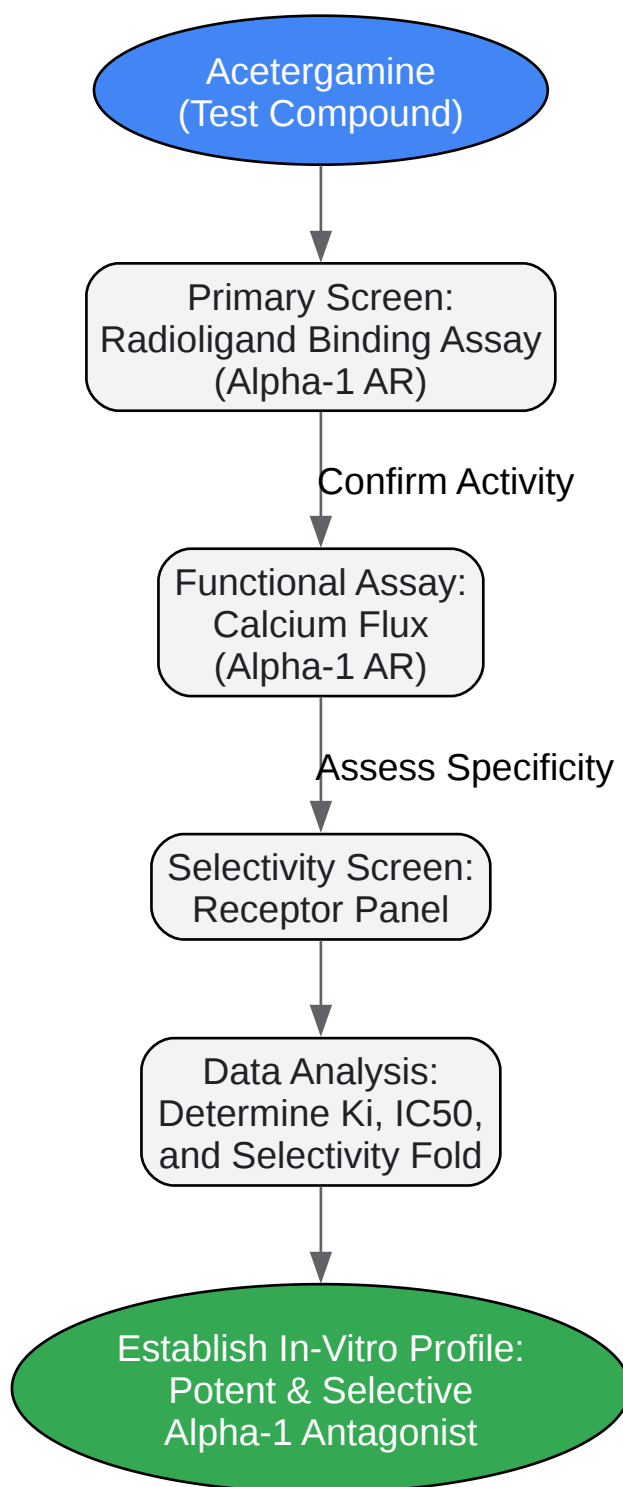 Acetergamine
(Test Compound)
Primary Screen:
Radioligand Binding Assay
(Alpha-1 AR)
Confirm Activity
Functional Assay:
Calcium Flux
(Alpha-1 AR)
Assess Specificity
Selectivity Screen:
Receptor Panel
Data Analysis:
Determine Ki, IC50,
and Selectivity Fold
Establish In-Vitro Profile:
Potent & Selective
Alpha-1 Antagonist